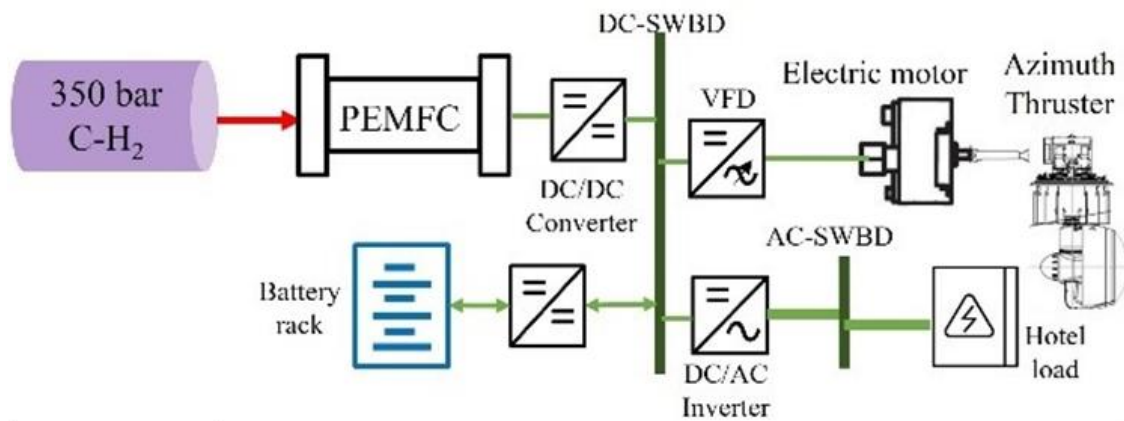 DC-SWBD
350 bar
C-H₂
PEMFC
DC/DC
Converter
VFD
Electric motor
Azimuth
Thruster
Battery
rack
AC-SWBD
DC/AC
Inverter
Hotel
load